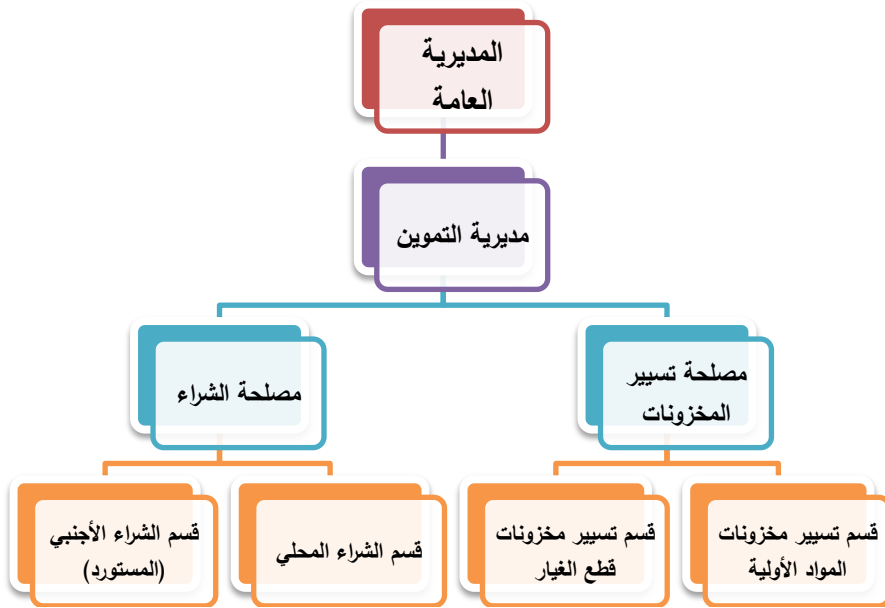 المديرية
العامة
مديرية التموين
مصلحة تسيير
المخزونات
مصلحة الشراء
قسم تسيير مخزونات
المواد الأولية
قسم تسيير مخزونات
قطع الغيار
قسم الشراء المحلي
قسم الشراء الأجنبي
(المستورد)